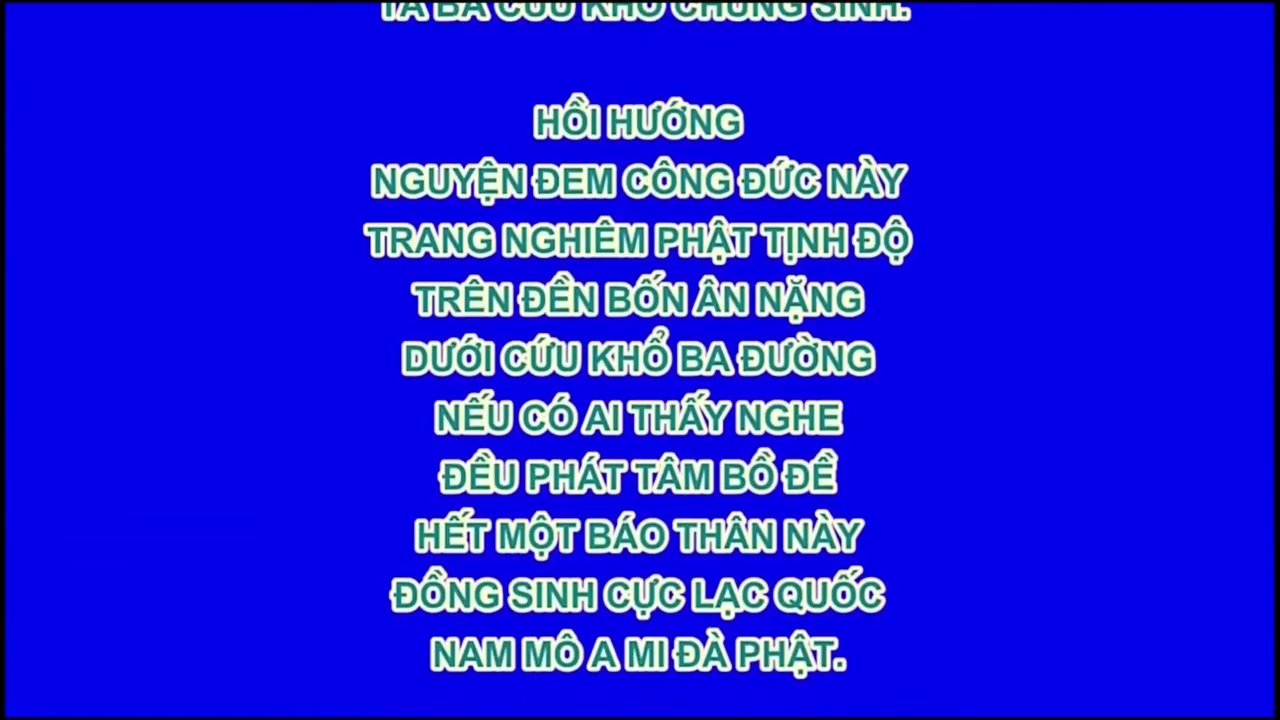 TA BÀ CỨU KHỔ CHÚNG SINH.
HỒI HƯỚNG
NGUYỆN ĐEM CÔNG ĐỨC NÀY
TRANG NGHIÊM PHẬT TỊNH ĐỘ
TRÊN ĐỀN BỐN ÂN NẶNG
DƯỚI CỨU KHỔ BA ĐƯỜNG
NẾU CÓ AI THẤY NGHE
ĐỀU PHÁT TÂM BỒ ĐỀ
HẾT MỘT BÁO THÂN NÀY
ĐỒNG SINH CỰC LẠC QUỐC
NAM MÔ A MI ĐÀ PHẬT.